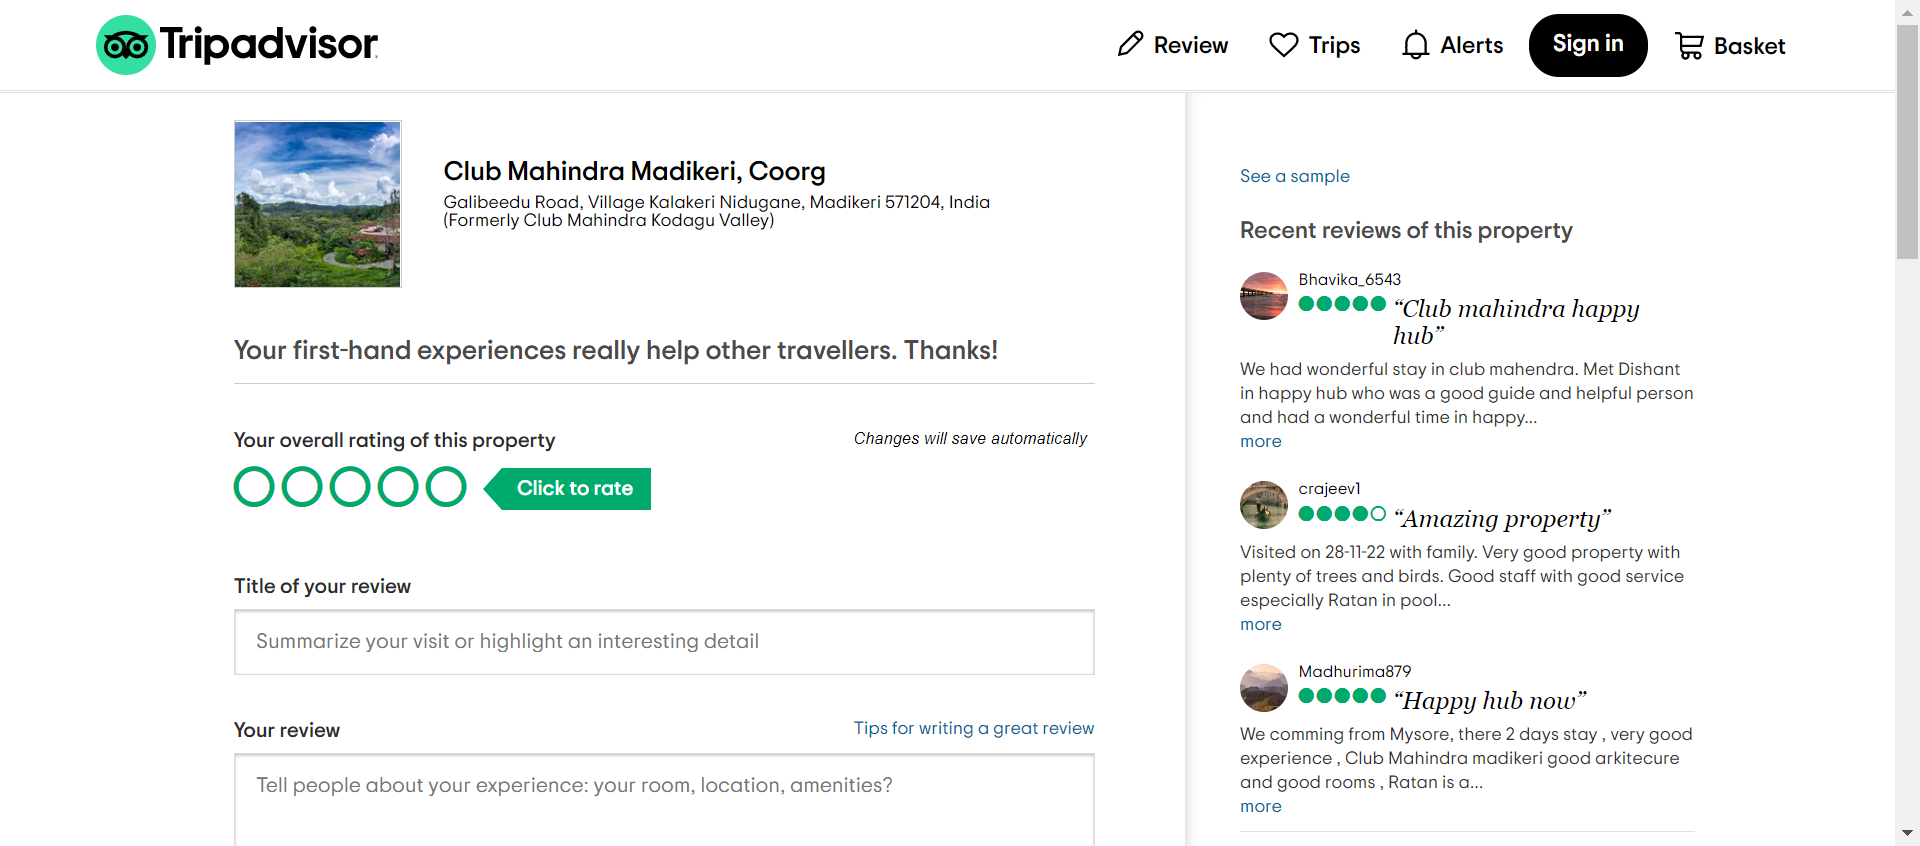 Tripadvisor
Review
Trips
Alerts
Sign in
Basket
Club Mahindra Madikeri, Coorg
Galibeedu Road, Village Kalakeri Nidugane, Madikeri 571204, India
(Formerly Club Mahindra Kodagu Valley)
Your first-hand experiences really help other travellers. Thanks!
Your overall rating of this property
Changes will save automatically
Click to rate
Title of your review
Summarize your visit or highlight an interesting detail
Your review
Tips for writing a great review
Tell people about your experience: your room, location, amenities?
See a sample
Recent reviews of this property
Bhavika_6543
“Club mahindra happy
hub”
We had wonderful stay in club mahendra. Met Dishant
in happy hub who was a good guide and helpful person
and had a wonderful time in happy...
more
crajeev1
“Amazing property”
Visited on 28-11-22 with family. Very good property with
plenty of trees and birds. Good staff with good service
especially Ratan in pool...
more
Madhurima879
“Happy hub now”
We comming from Mysore, there 2 days stay , very good
experience , Club Mahindra madikeri good arkitecure
and good rooms , Ratan is a...
more